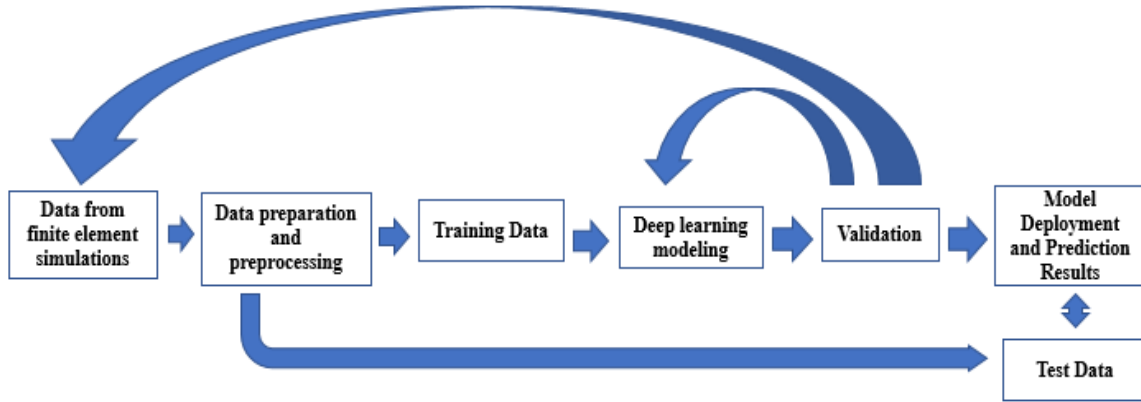 Data from
finite element
simulations
Data preparation
and
preprocessing
Training Data
Deep learning
modeling
Validation
Model
Deployment
and Prediction
Results
Test Data